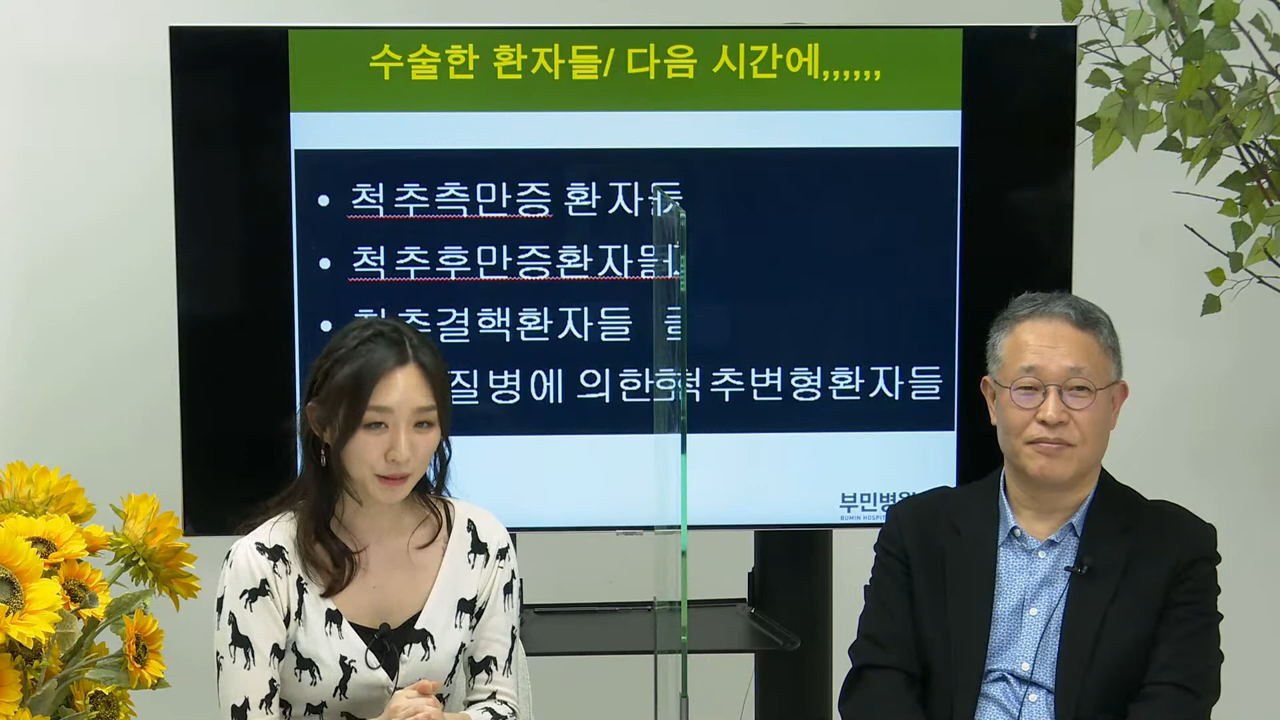 수술한 환자들/ 다음 시간에,,,,,,
• 척추측만증 환자들
• 척추후만증환자들
• 척추결핵환자들
질병에 의한 척추변형환자들
부민병원
BUMIN HOSPI